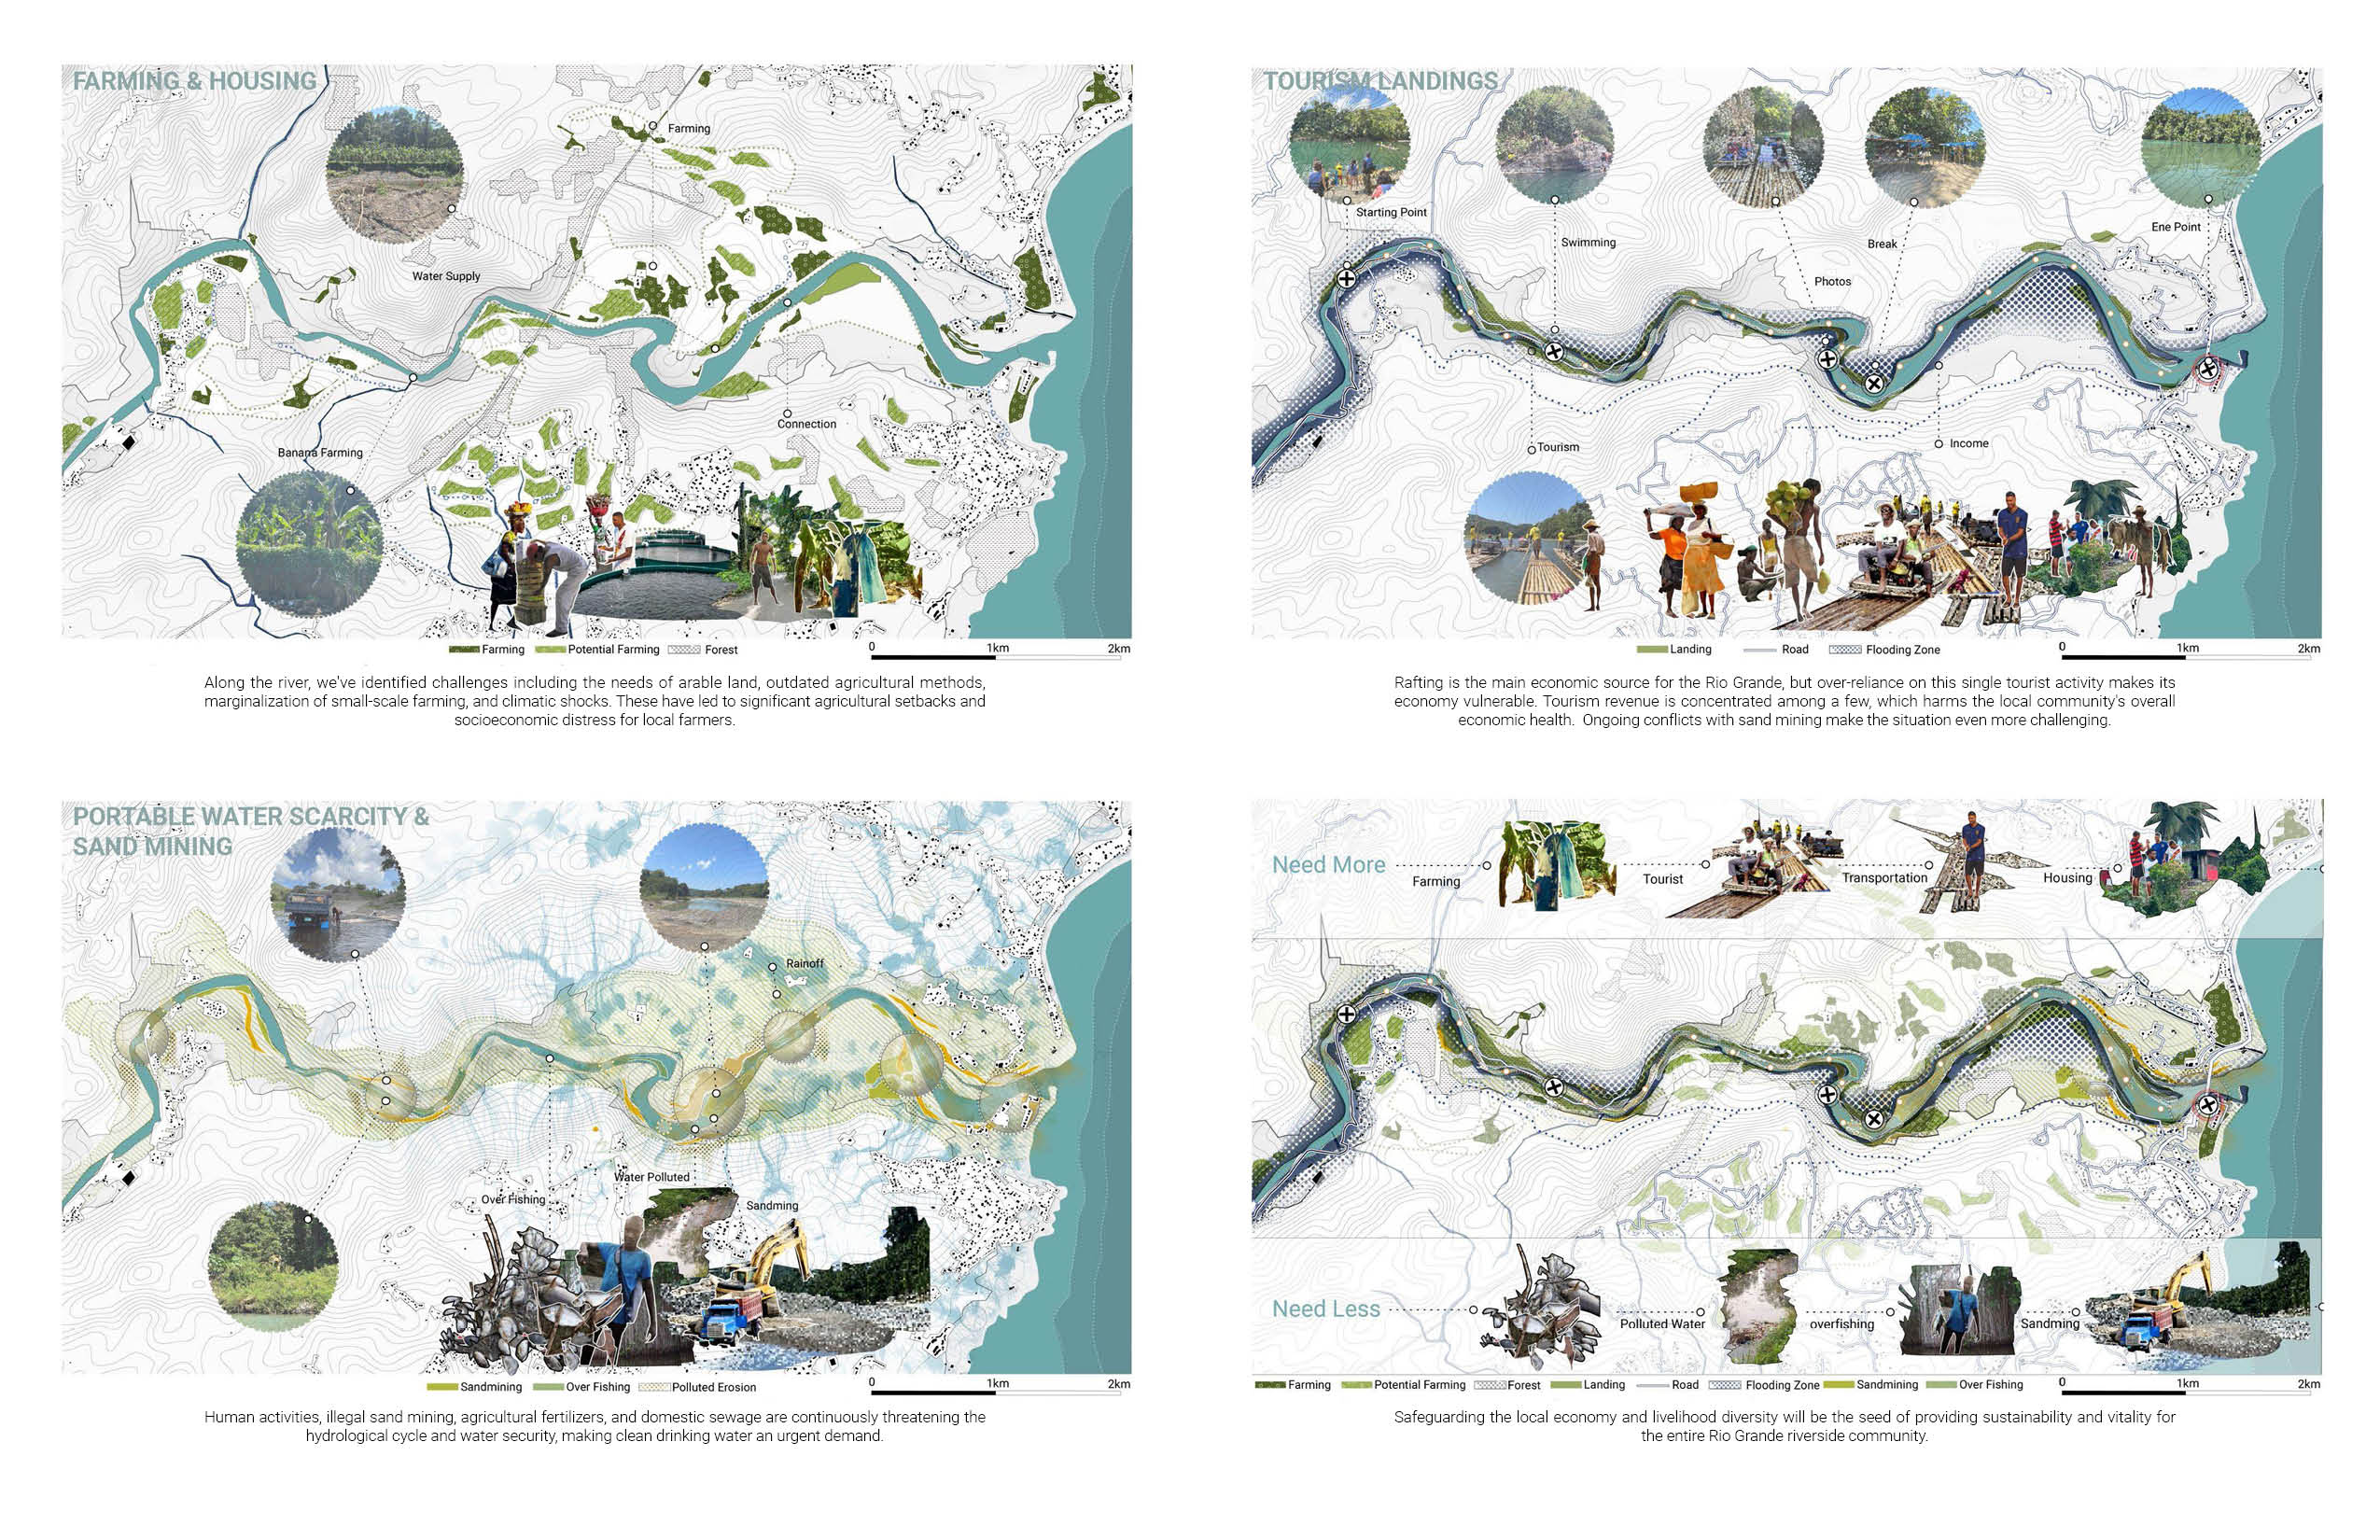 FARMING & HOUSING
Farming
Water Supply
Connection
Banana Farming
Farming
Potential Farming
Forest
0
1km
2km
Along the river, we've identified challenges including the needs of arable land, outdated agricultural methods,
marginalization of small-scale farming, and climatic shocks. These have led to significant agricultural setbacks and
socioeconomic distress for local farmers.
TOURISM LANDINGS
Starting Point
Swimming
Break
Ene Point
Photos
Tourism
Income
Landing
Road
Flooding Zone
0
1km
2km
Rafting is the main economic source for the Rio Grande, but over-reliance on this single tourist activity makes its
economy vulnerable. Tourism revenue is concentrated among a few, which harms the local community's overall
economic health. Ongoing conflicts with sand mining make the situation even more challenging.
PORTABLE WATER SCARCITY &
SAND MINING
Rainoff
Water Polluted
Over Fishing
Sandming
Sandmining
Over Fishing
Polluted Erosion
0
1km
2km
Human activities, illegal sand mining, agricultural fertilizers, and domestic sewage are continuously threatening the
hydrological cycle and water security, making clean drinking water an urgent demand.
Need More
Farming
Tourist
Transportation
Housing
Need Less
Polluted Water
overfishing
Sandming
Farming
Potential Farming
Forest
Landing
Road
Flooding Zone
Sandmining
Over Fishing
0
1km
2km
Safeguarding the local economy and livelihood diversity will be the seed of providing sustainability and vitality for
the entire Rio Grande riverside community.